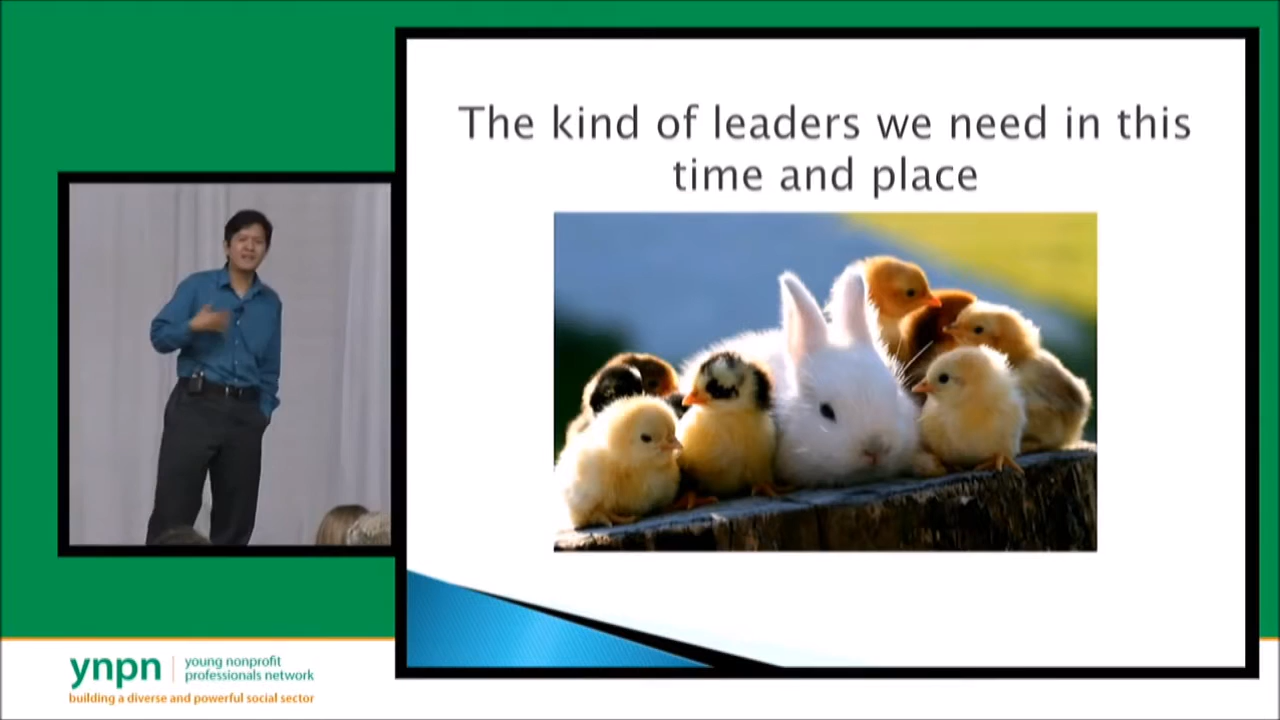 The kind of leaders we need in this
time and place
ynpn
young nonprofit
professionals network
building a diverse and powerful social sector